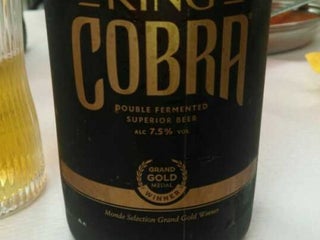 KING
COBRA
DOUBLE FERMENTED
SUPERIOR BEER
ALC 7.5% VOL
GRAND
GOLD
MEDAL
WINNER
Monde Selection Grand Gold Winner